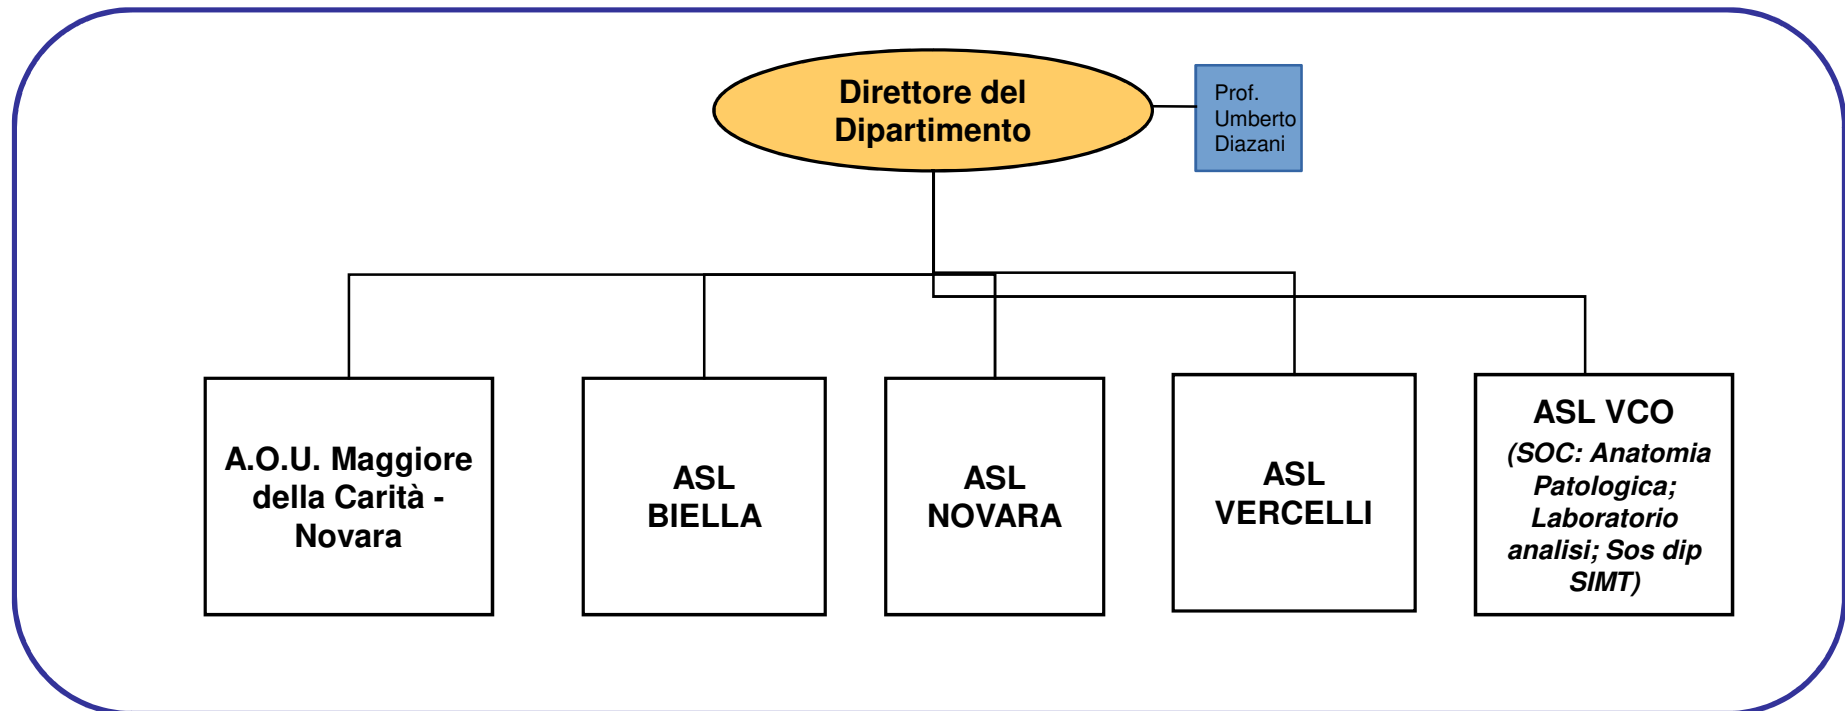 Direttore del
Dipartimento
Prof.
Umberto
Diazani
A.O.U. Maggiore
della Carità -
Novara
ASL
BIELLA
ASL
NOVARA
ASL
VERCELLI
ASL VCO
(SOC: Anatomia
Patologica;
Laboratorio
analisi; Sos dip
SIMT)